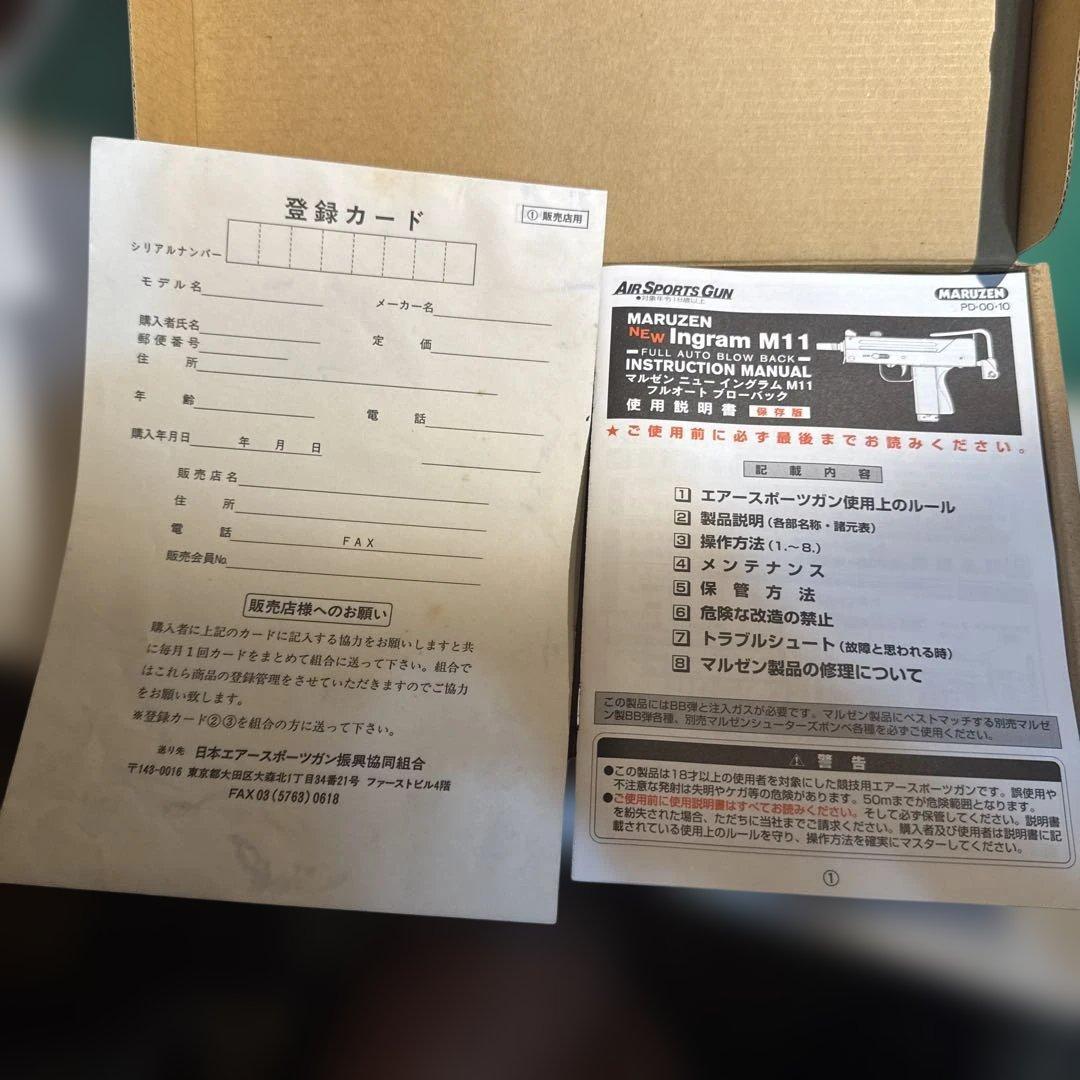 登録カード
① 販売店用
シリアルナンバー
モデル名
メーカー名
購入者氏名
定価
郵便番号
住所
年齢
電話
購入年月日 年 月 日
販売店名
住所
電話 FAX
販売会員No.
販売店様へのお願い
購入者に上記のカードに記入する協力をお願いしますと共
に毎月1回カードをまとめて組合に送って下さい。組合で
はこれら商品の登録管理をさせていただきますのでご協力
をお願い致します。
※登録カード②③を組合の方に送って下さい。
送り先 日本エアースポーツガン振興協同組合
〒143-0016 東京都大田区大森北1丁目34番21号 ファーストビル4階
FAX 03(5763)0618
AIR SPORTS GUN
●対象年令18歳以上
MARUZEN
PD-00-10
MARUZEN
NEW Ingram M11
FULL AUTO BLOW BACK
INSTRUCTION MANUAL
マルゼン ニュー イングラム M11
フルオート ブローバック
使用説明書 保存版
★ご使用前に必ず最後までお読みください。
記載内容
1 エアースポーツガン使用上のルール
2 製品説明(各部名称・諸元表)
3 操作方法(1.〜8.)
4 メンテナンス
5 保管方法
6 危険な改造の禁止
7 トラブルシュート(故障と思われる時)
8 マルゼン製品の修理について
この製品にはBB弾と注入ガスが必要です。マルゼン製品にベストマッチする別売マルゼ
ン製BB弾各種、別売マルゼンシューターズボンベ各種を必ずご使用ください。
⚠ 警告
●この製品は18才以上の使用者を対象にした競技用エアースポーツガンです。誤使用や
不注意な発射は失明やケガ等の危険があります。50mまでが危険範囲となります。
●ご使用前に使用説明書はすべてお読みください。そして必ず保管してください。説明書
を紛失された場合、ただちに当社までご請求ください。購入者及び使用者は説明書に記
載されている使用上のルールを守り、操作方法を確実にマスターしてください。
①